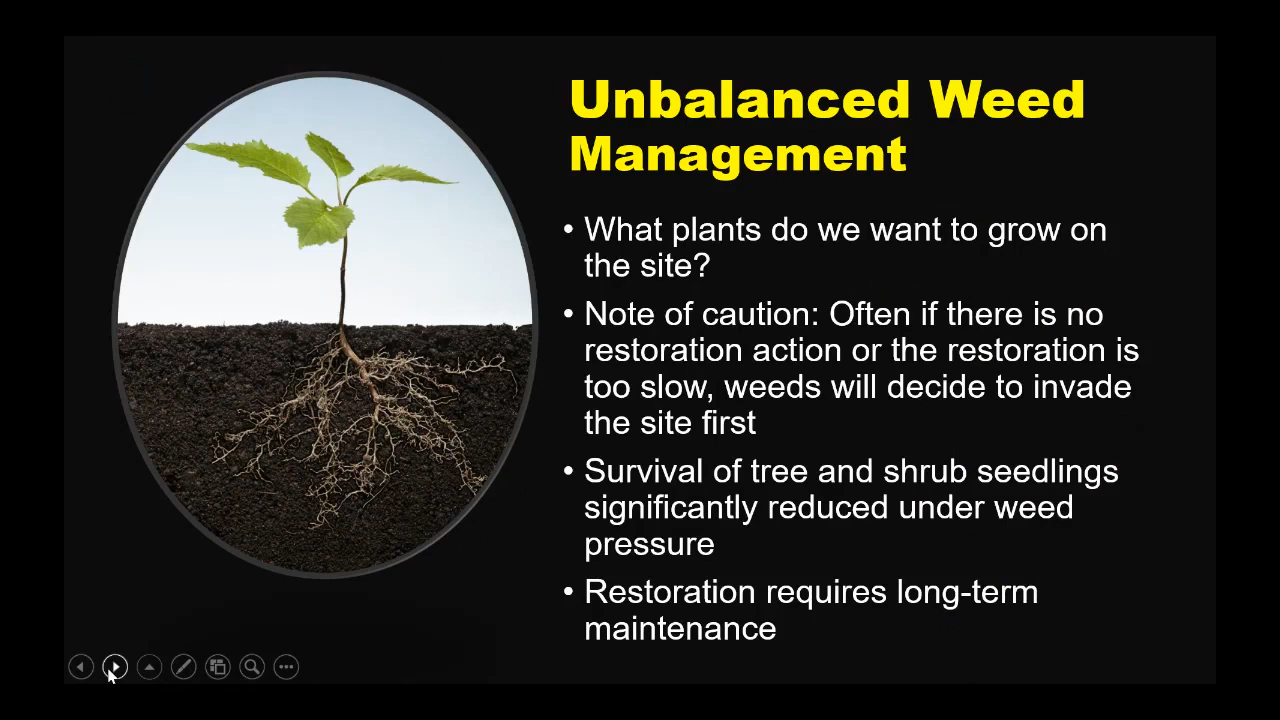 Unbalanced Weed
Management
• What plants do we want to grow on
the site?
• Note of caution: Often if there is no
restoration action or the restoration is
too slow, weeds will decide to invade
the site first
• Survival of tree and shrub seedlings
significantly reduced under weed
pressure
• Restoration requires long-term
maintenance